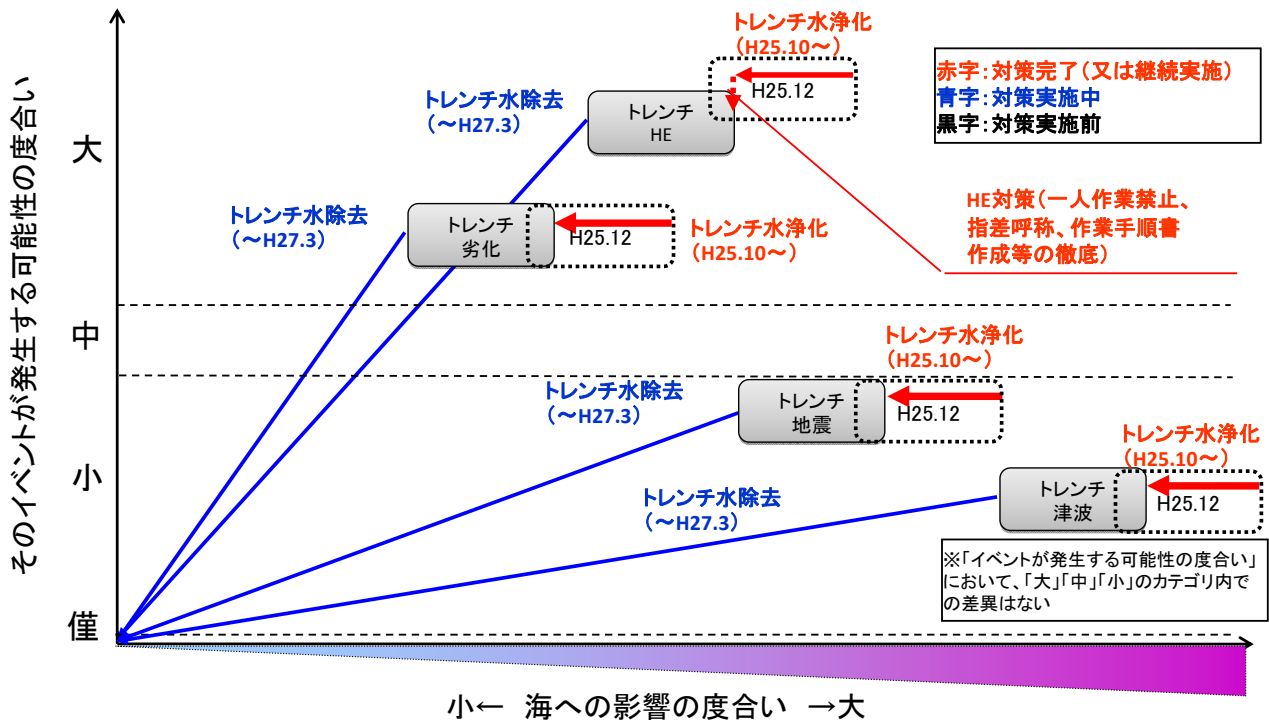 そのイベントが発生する可能性の度合い
大
中
小
僅
トレンチ水浄化
(H25.10～)
H25.12
トレンチ水除去
(～H27.3)
トレンチ
HE
赤字：対策完了（又は継続実施）
青字：対策実施中
黒字：対策実施前
HE対策（一人作業禁止、
指差呼称、作業手順書
作成等の徹底）
トレンチ水除去
(～H27.3)
トレンチ
劣化
H25.12
トレンチ水浄化
(H25.10～)
トレンチ水浄化
(H25.10～)
トレンチ水除去
(～H27.3)
トレンチ
地震
H25.12
トレンチ水浄化
(H25.10～)
トレンチ水除去
(～H27.3)
トレンチ
津波
H25.12
※「イベントが発生する可能性の度合い」
において、「大」「中」「小」のカテゴリ内で
の差異はない
小← 海への影響の度合い →大